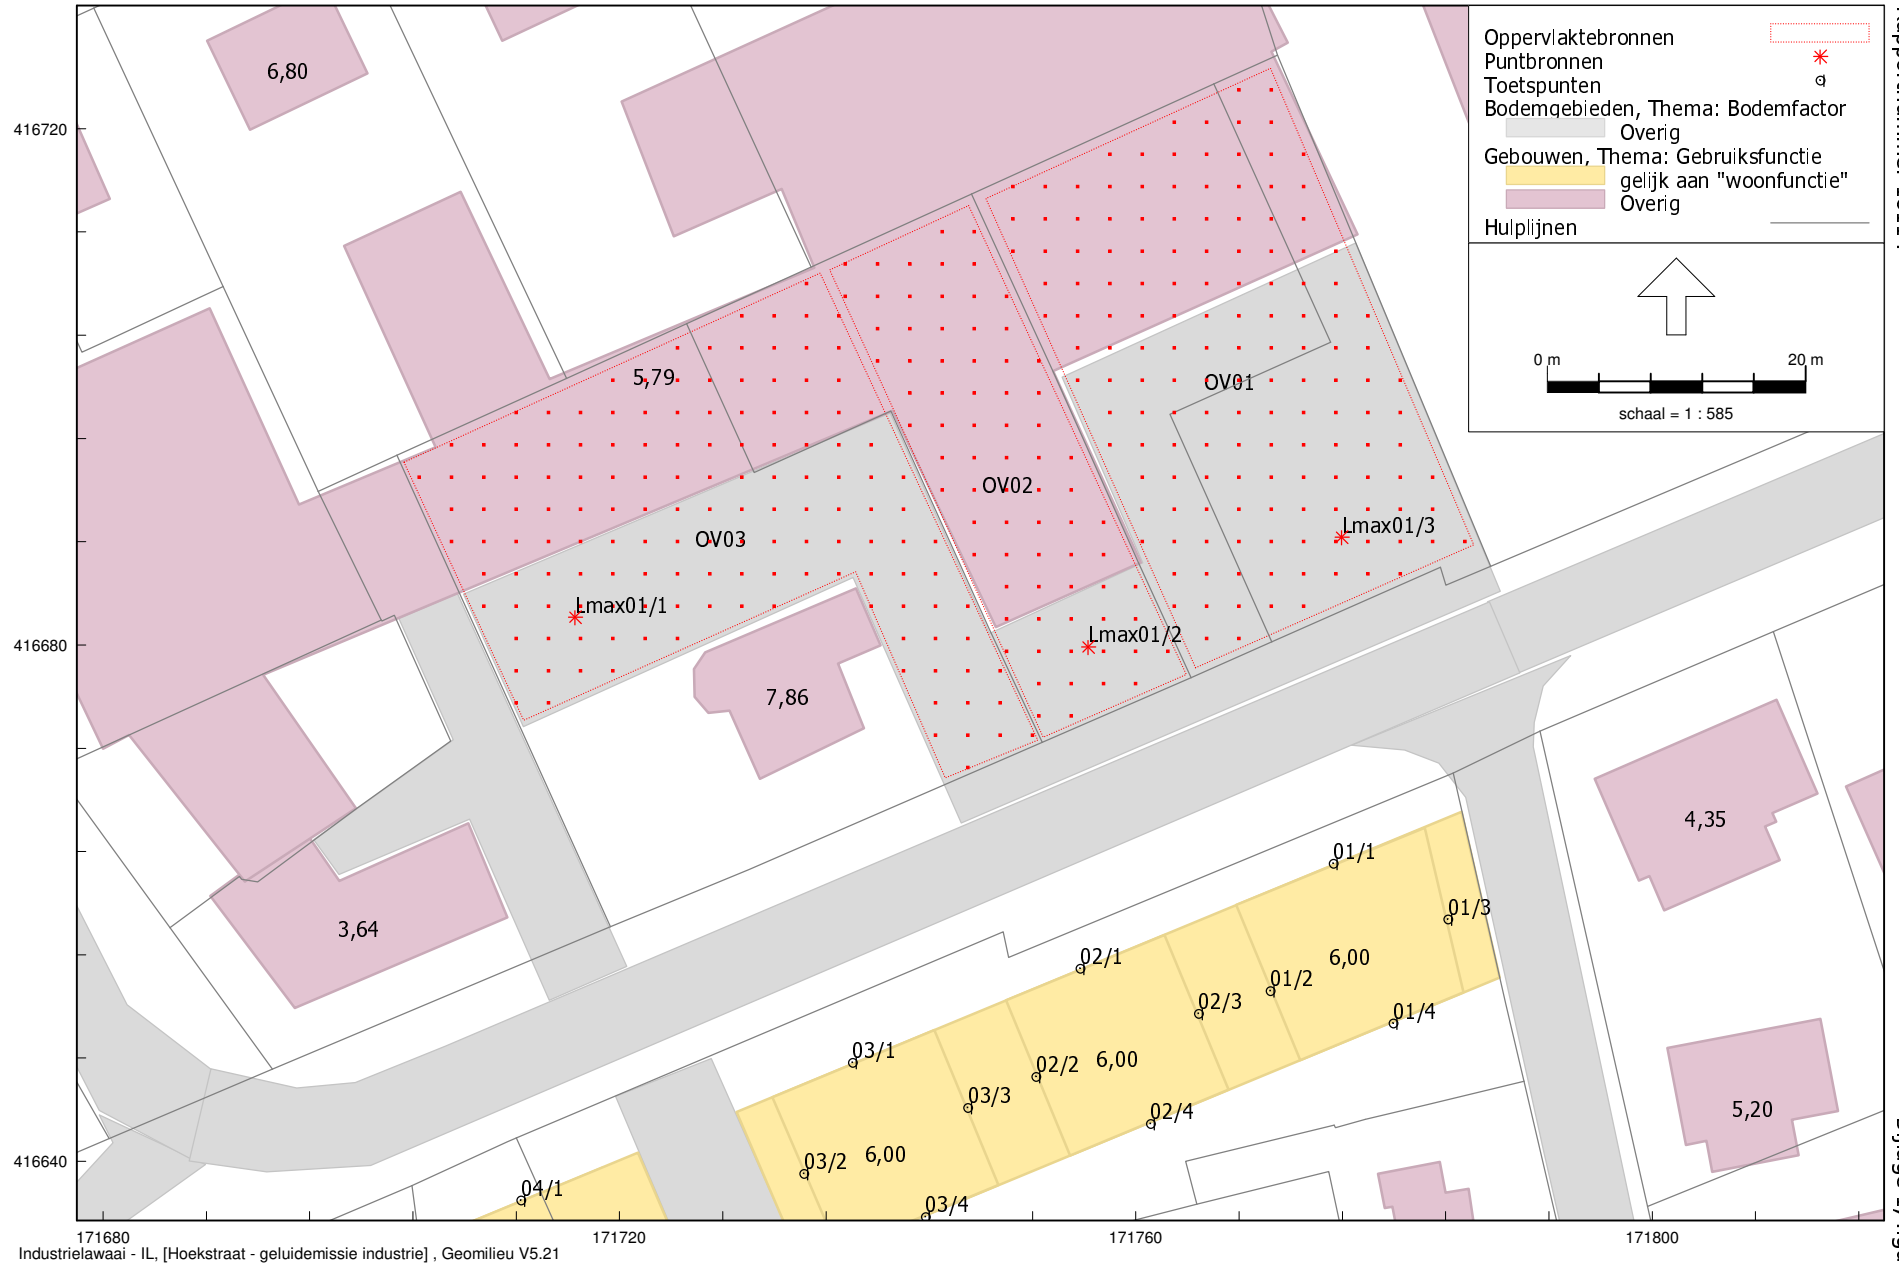 Oppervlaktebronnen
Puntbronnen
Toetspunten
Bodemgebieden, Thema: Bodemfactor
Overig
Gebouwen, Thema: Gebruiksfunctie
gelijk aan "woonfunctie"
Overig
Hulplijnen
0 m 20 m
schaal = 1 : 585
6,80
416720
5,79
OV01
OV02
Lmax01/3
OV03
Lmax01/1
Lmax01/2
416680
7,86
4,35
01/1
01/3
3,64
02/1
6,00
01/2
02/3
01/4
03/1
02/2
6,00
03/3
02/4
5,20
416640
03/2
6,00
04/1
03/4
171680
171720
171760
171800
Industrielawaai - IL, [Hoekstraat - geluidemissie industrie] , Geomilieu V5.21